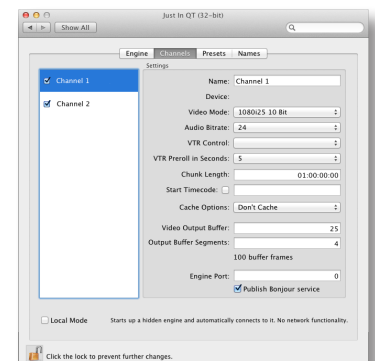 Just In QT (32-bit)
Show All
Engine Channels Presets Names
Settings
Channel 1
Channel 2
Name: Channel 1
Device:
Video Mode: 1080i25 10 Bit
Audio Bitrate: 24
VTR Control:
VTR Preroll in Seconds: 5
Chunk Length: 01:00:00:00
Start Timecode:
Cache Options: Don't Cache
Video Output Buffer: 25
Output Buffer Segments: 4
100 buffer frames
Engine Port: 0
Publish Bonjour service
Local Mode Starts up a hidden engine and automatically connects to it. No network functionality.
Click the lock to prevent further changes.